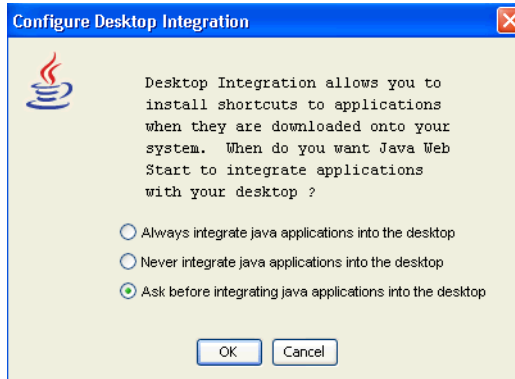 Configure Desktop Integration
Desktop Integration allows you to
install shortcuts to applications
when they are downloaded onto your
system.  When do you want Java Web
Start to integrate applications
with your desktop ?
Always integrate java applications into the desktop
Never integrate java applications into the desktop
Ask before integrating java applications into the desktop
OK Cancel